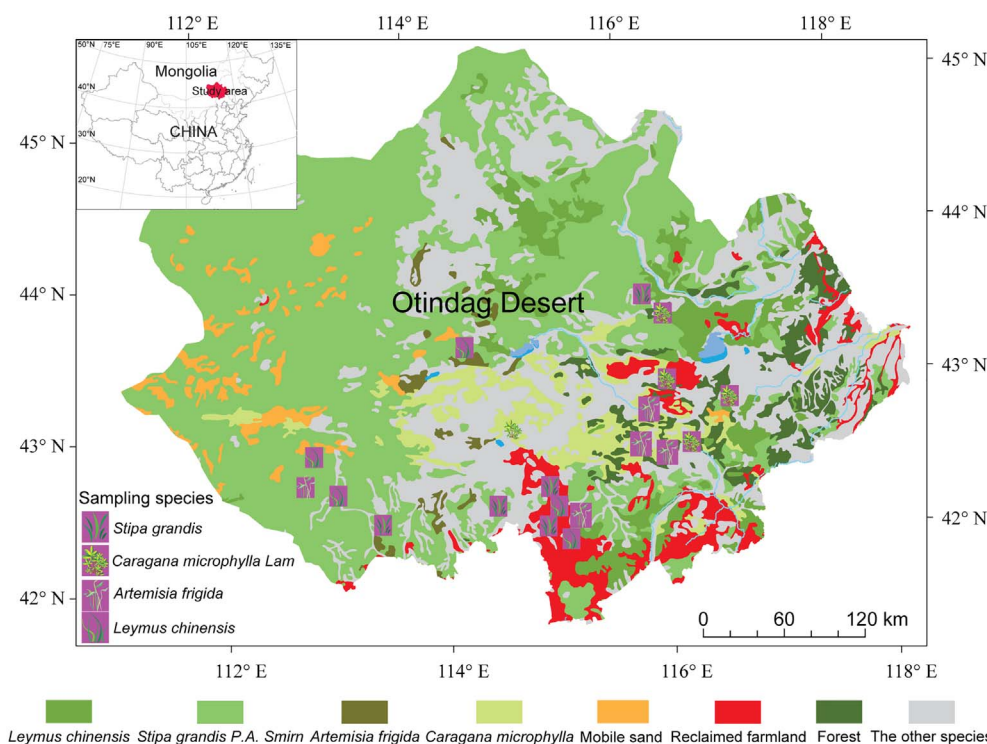 112° E 114° E 116° E 118° E
50°N 75°E 90°E 105°E 120°E 135°E
Mongolia
40°N
Study area
CHINA
30°N
20°N
45° N
44° N
43° N
42° N
45° N
44° N
43° N
42° N
Otindag Desert
Sampling species
Stipa grandis
Caragana microphylla Lam
Artemisia frigida
Leymus chinensis
0 60 120 km
112° E 114° E 116° E 118° E
Leymus chinensis Stipa grandis P.A. Smirn Artemisia frigida Caragana microphylla Mobile sand Reclaimed farmland Forest The other species